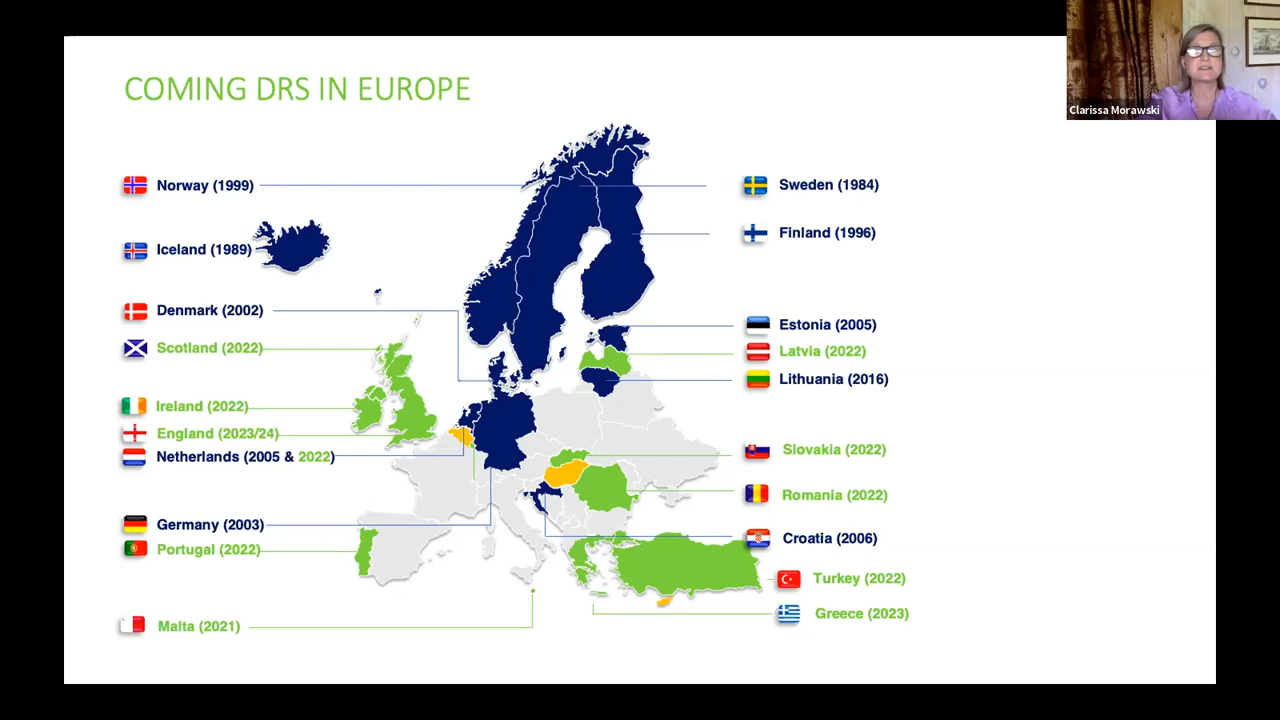 Clarissa Morawski
COMING DRS IN EUROPE
Norway (1999)
Iceland (1989)
Denmark (2002)
Scotland (2022)
Ireland (2022)
England (2023/24)
Netherlands (2005 & 2022)
Germany (2003)
Portugal (2022)
Malta (2021)
Sweden (1984)
Finland (1996)
Estonia (2005)
Latvia (2022)
Lithuania (2016)
Slovakia (2022)
Romania (2022)
Croatia (2006)
Turkey (2022)
Greece (2023)